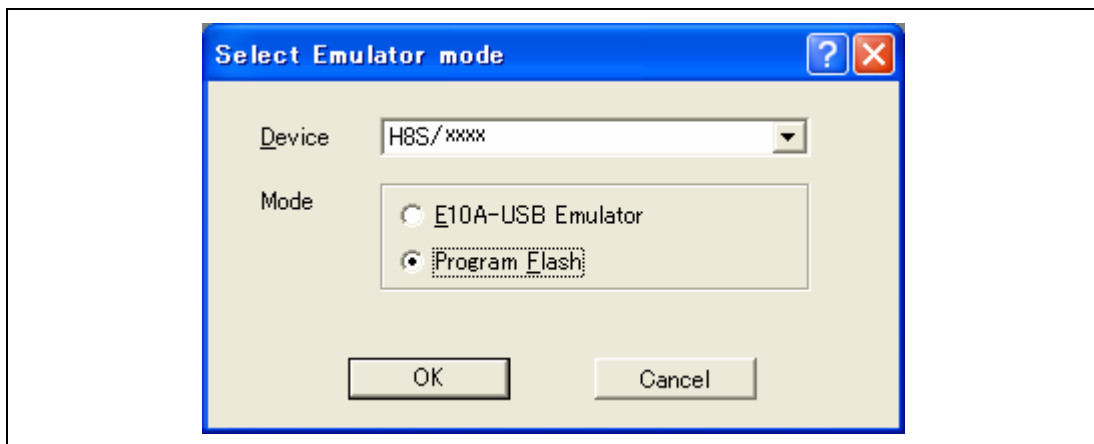 Select Emulator mode
Device H8S/xxxx
Mode
E10A-USB Emulator
Program Flash
OK Cancel